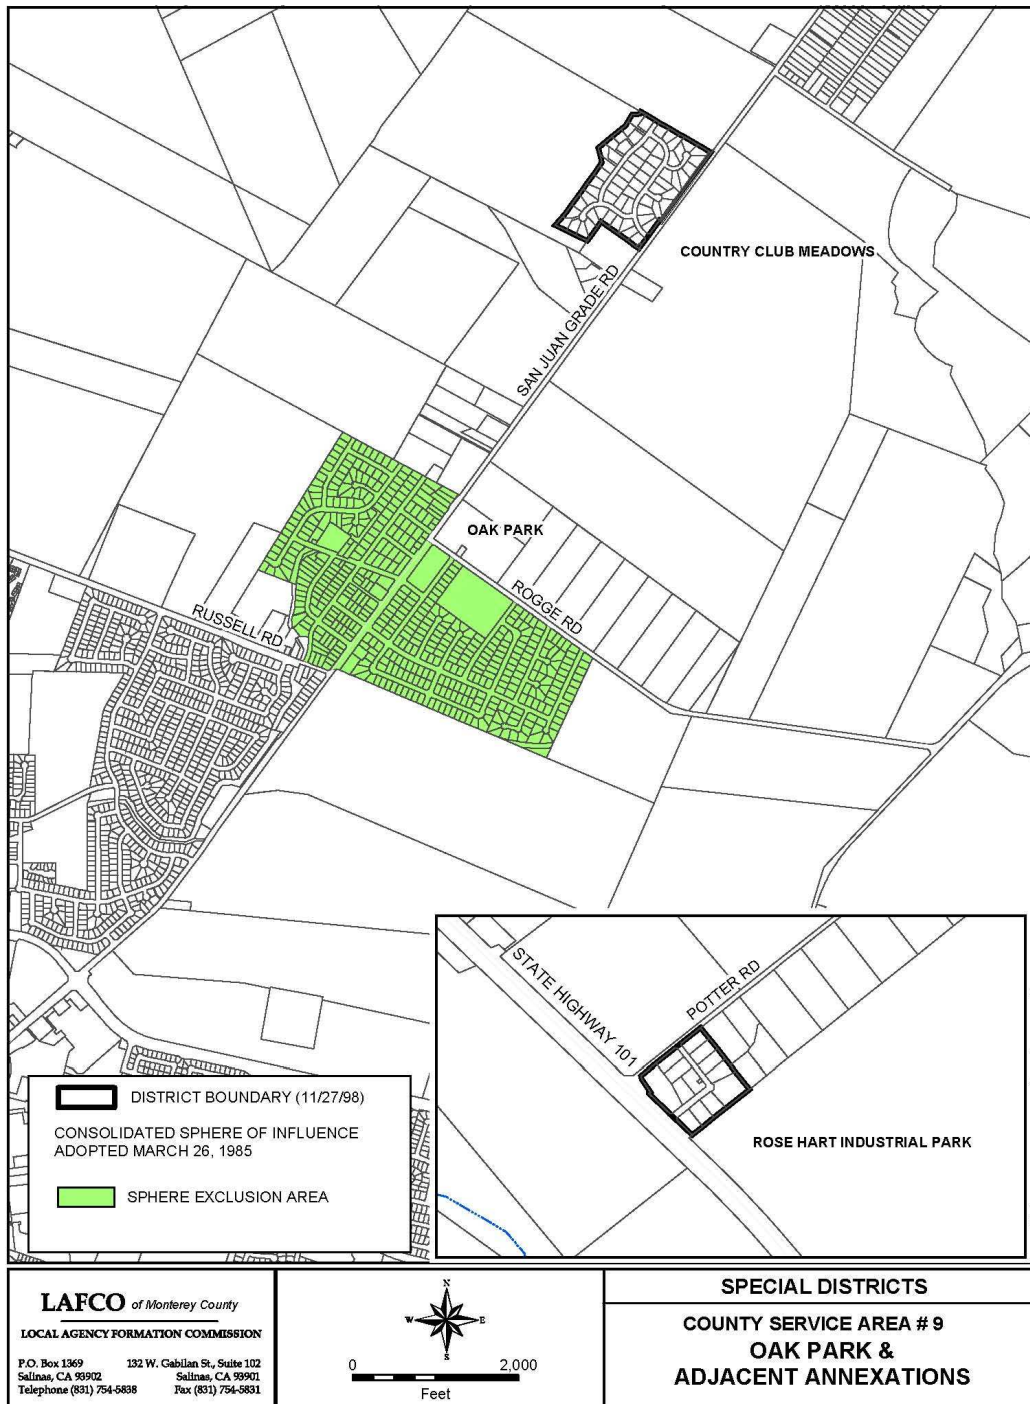 COUNTRY CLUB MEADOWS
SAN JUAN GRADE RD
OAK PARK
ROGGE RD
RUSSELL RD
STATE HIGHWAY 101
POTTER RD
ROSE HART INDUSTRIAL PARK
DISTRICT BOUNDARY (11/27/98)
CONSOLIDATED SPHERE OF INFLUENCE
ADOPTED MARCH 26, 1985
SPHERE EXCLUSION AREA
LAFCO of Monterey County
LOCAL AGENCY FORMATION COMMISSION
P.O. Box 1369 132 W. Gabilan St., Suite 102
Salinas, CA 93902 Salinas, CA 93901
Telephone (831) 754-5838 Fax (831) 754-5831
N
W E
S
0 2,000
Feet
SPECIAL DISTRICTS
COUNTY SERVICE AREA # 9
OAK PARK &
ADJACENT ANNEXATIONS